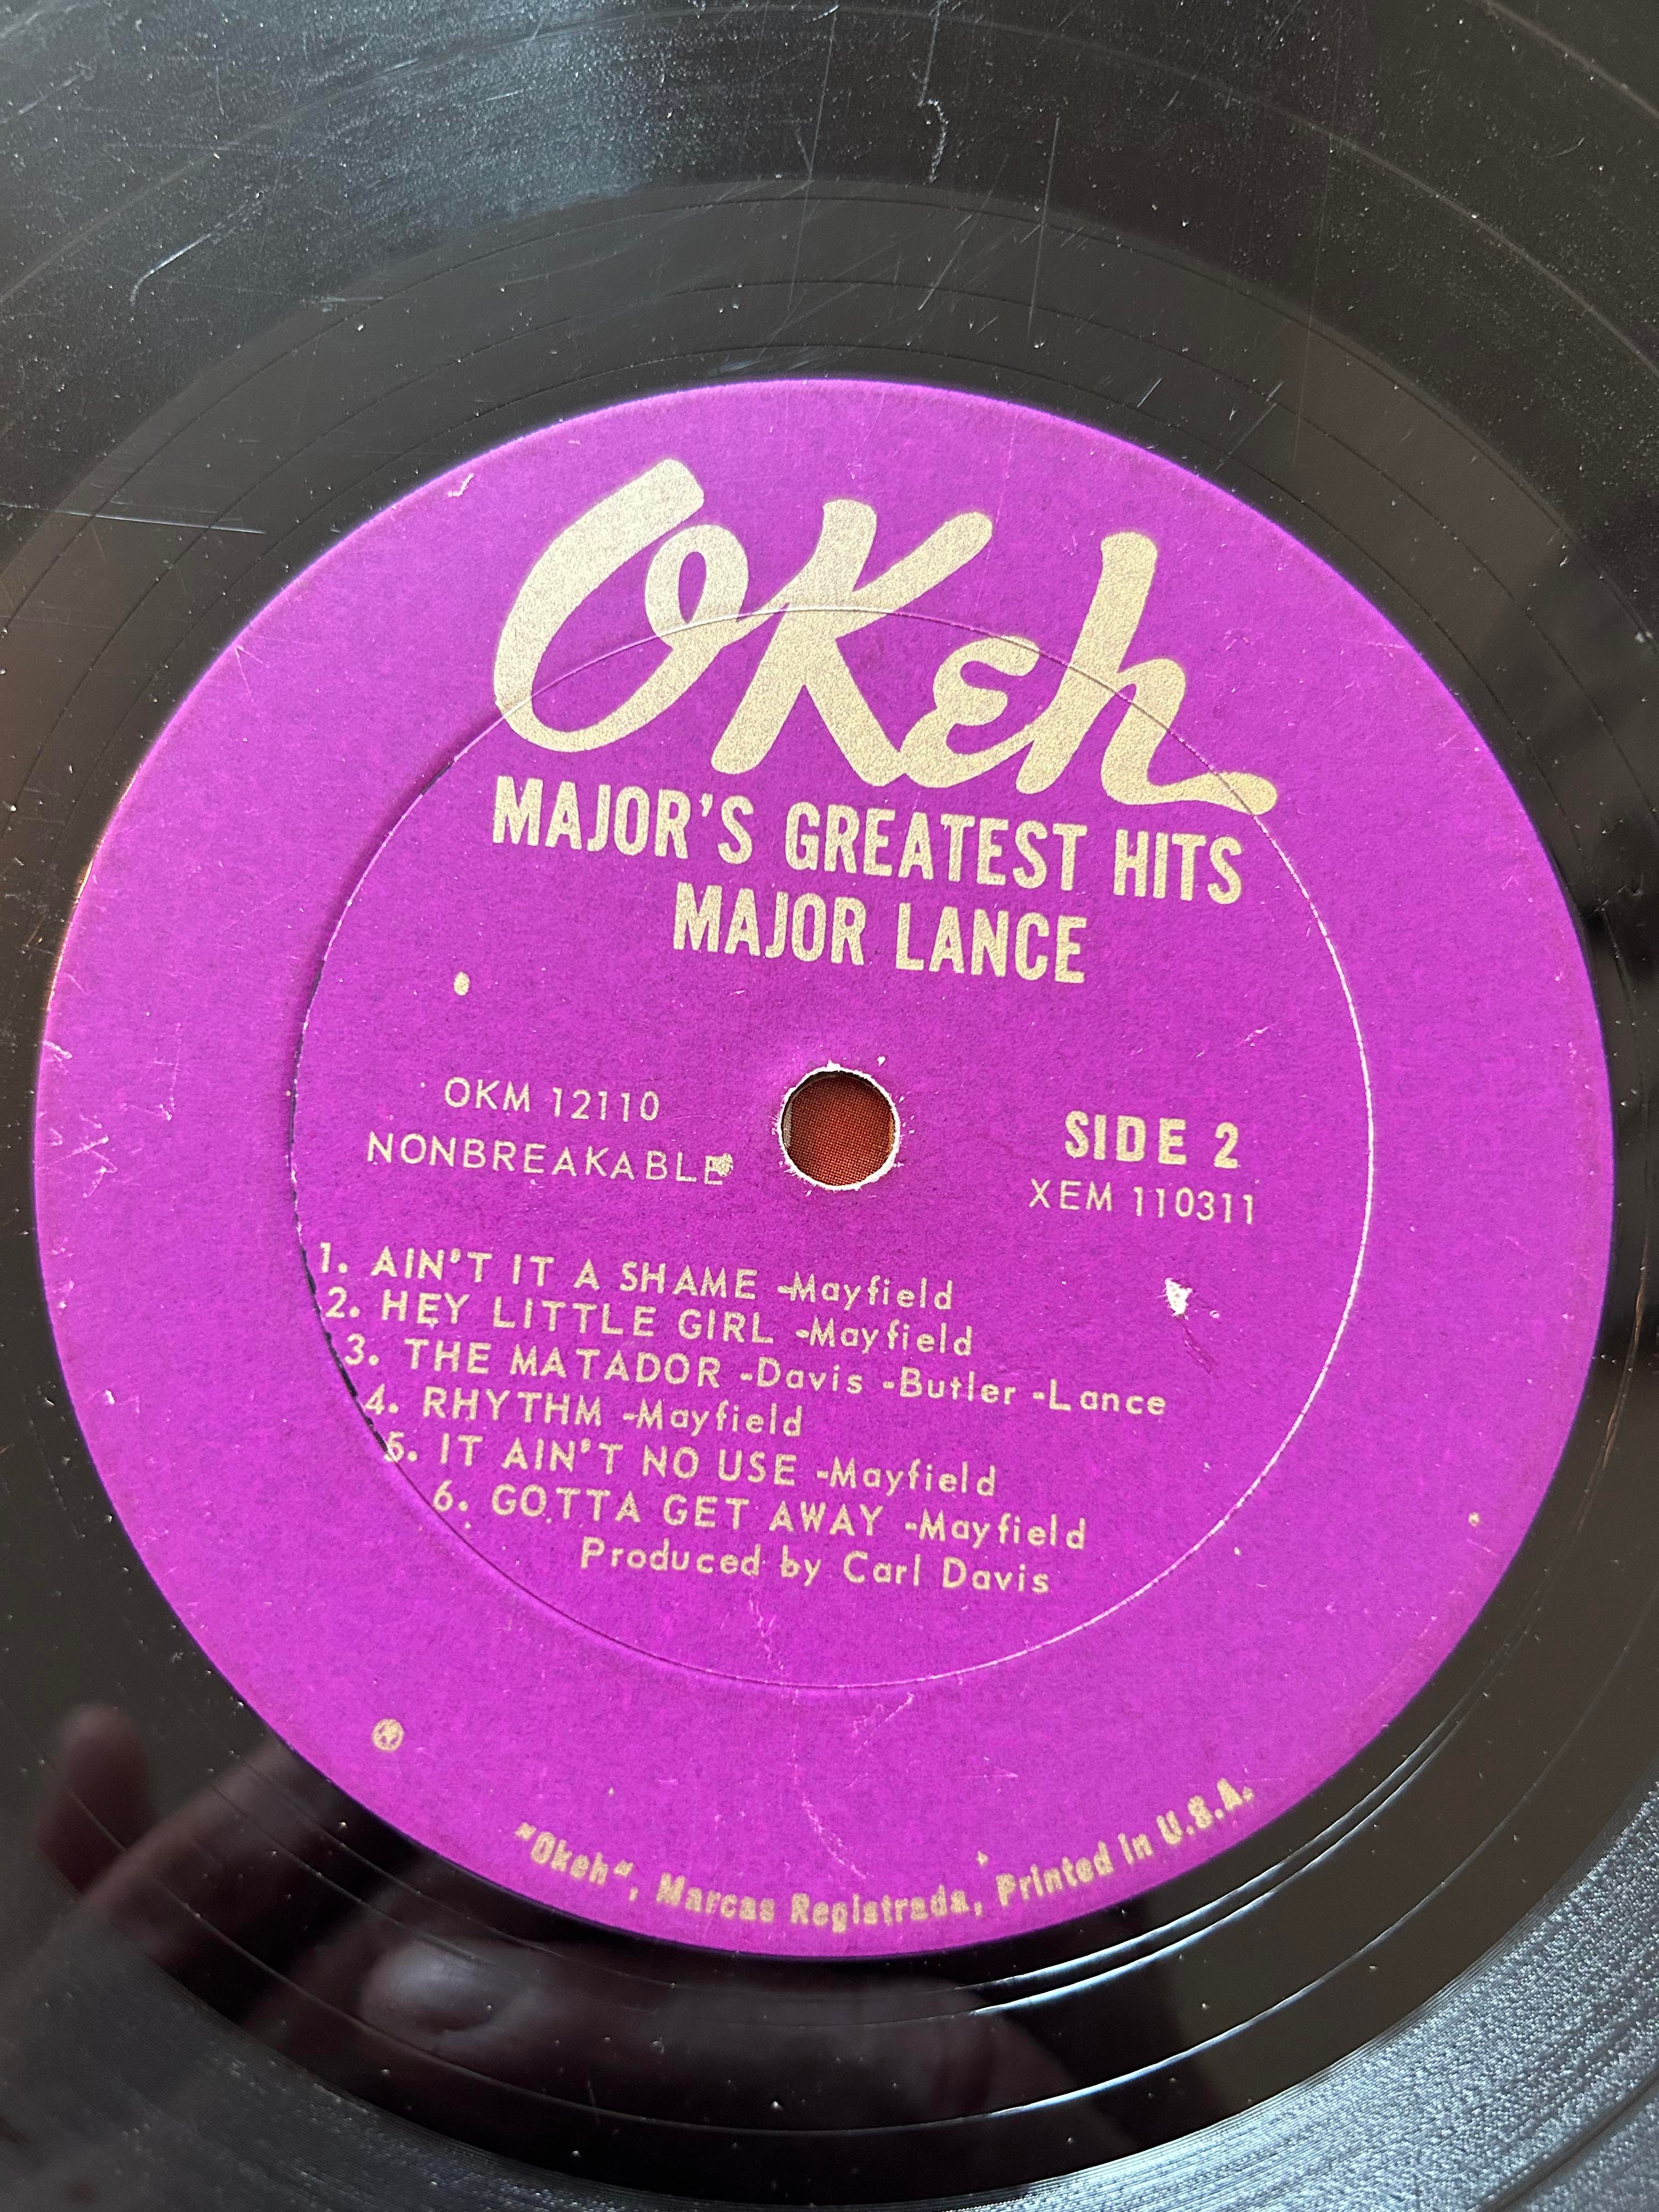 OKeh
MAJOR'S GREATEST HITS
MAJOR LANCE
OKM 12110
NONBREAKABLE
SIDE 2
XEM 110311
1. AIN'T IT A SHAME -Mayfield
2. HEY LITTLE GIRL -Mayfield
3. THE MATADOR -Davis -Butler -Lance
4. RHYTHM -Mayfield
5. IT AIN'T NO USE -Mayfield
6. GOTTA GET AWAY -Mayfield
Produced by Carl Davis
"Okeh", Marcas Registrada, Printed in U.S.A.